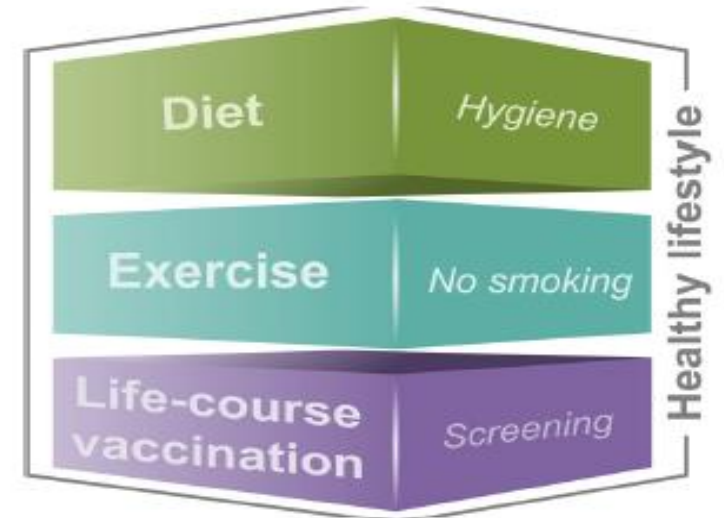 Diet
Hygiene
Exercise
No smoking
Life-course
vaccination
Screening
Healthy lifestyle